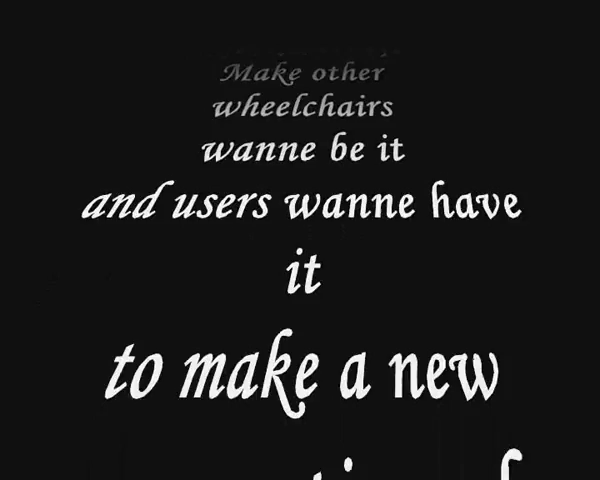 Make other
wheelchairs
wanne be it
and users wanne have
it
to make a new